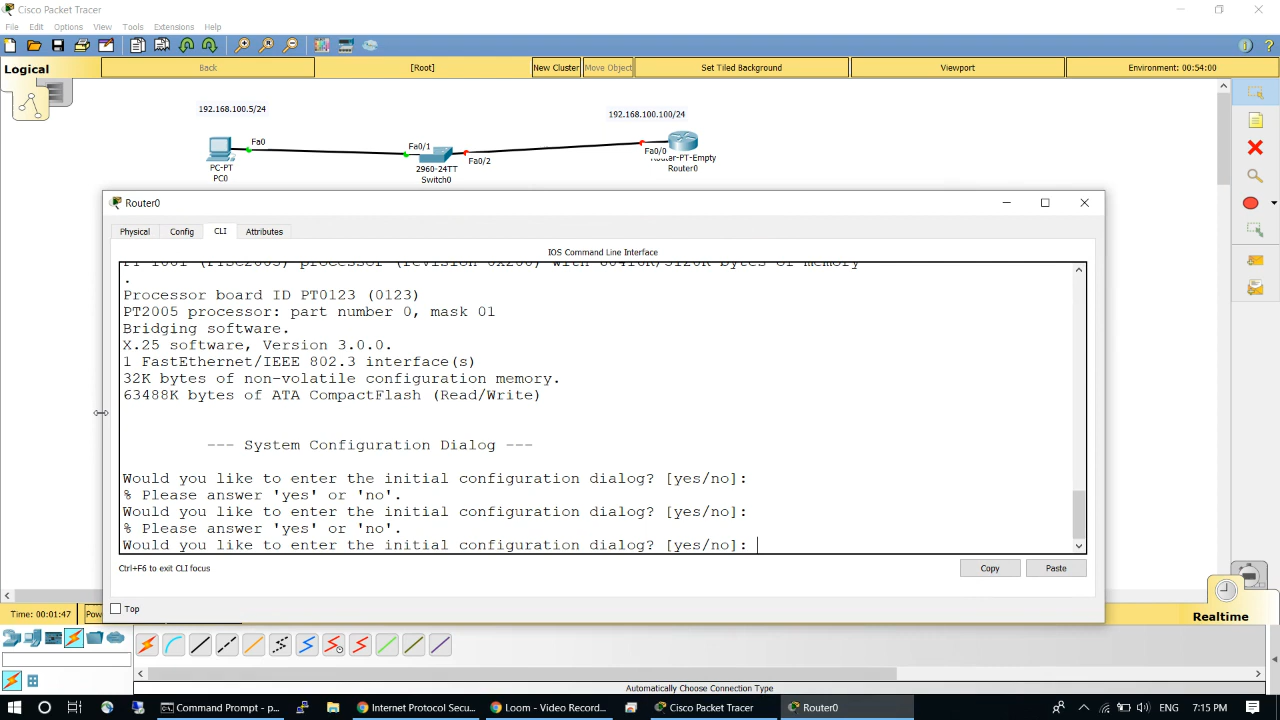 Cisco Packet Tracer
File Edit Options View Tools Extensions Help
Logical Back [Root] New Cluster Move Object Set Tiled Background Viewport Environment: 00:54:00
192.168.100.5/24
192.168.100.100/24
Fa0
Fa0/1
Fa0/2
Fa0/0
PC-PT
PC0
2960-24TT
Switch0
Router-PT-Empty
Router0
Router0
Physical Config CLI Attributes
IOS Command Line Interface
.
Processor board ID PT0123 (0123)
PT2005 processor: part number 0, mask 01
Bridging software.
X.25 software, Version 3.0.0.
1 FastEthernet/IEEE 802.3 interface(s)
32K bytes of non-volatile configuration memory.
63488K bytes of ATA CompactFlash (Read/Write)
--- System Configuration Dialog ---
Would you like to enter the initial configuration dialog? [yes/no]:
% Please answer 'yes' or 'no'.
Would you like to enter the initial configuration dialog? [yes/no]:
% Please answer 'yes' or 'no'.
Would you like to enter the initial configuration dialog? [yes/no]:
Ctrl+F6 to exit CLI focus
Copy Paste
Top
Time: 00:01:47 Pow
Realtime
Automatically Choose Connection Type
Command Prompt - p... Internet Protocol Secu... Loom – Video Record... Cisco Packet Tracer Router0 ENG 7:15 PM